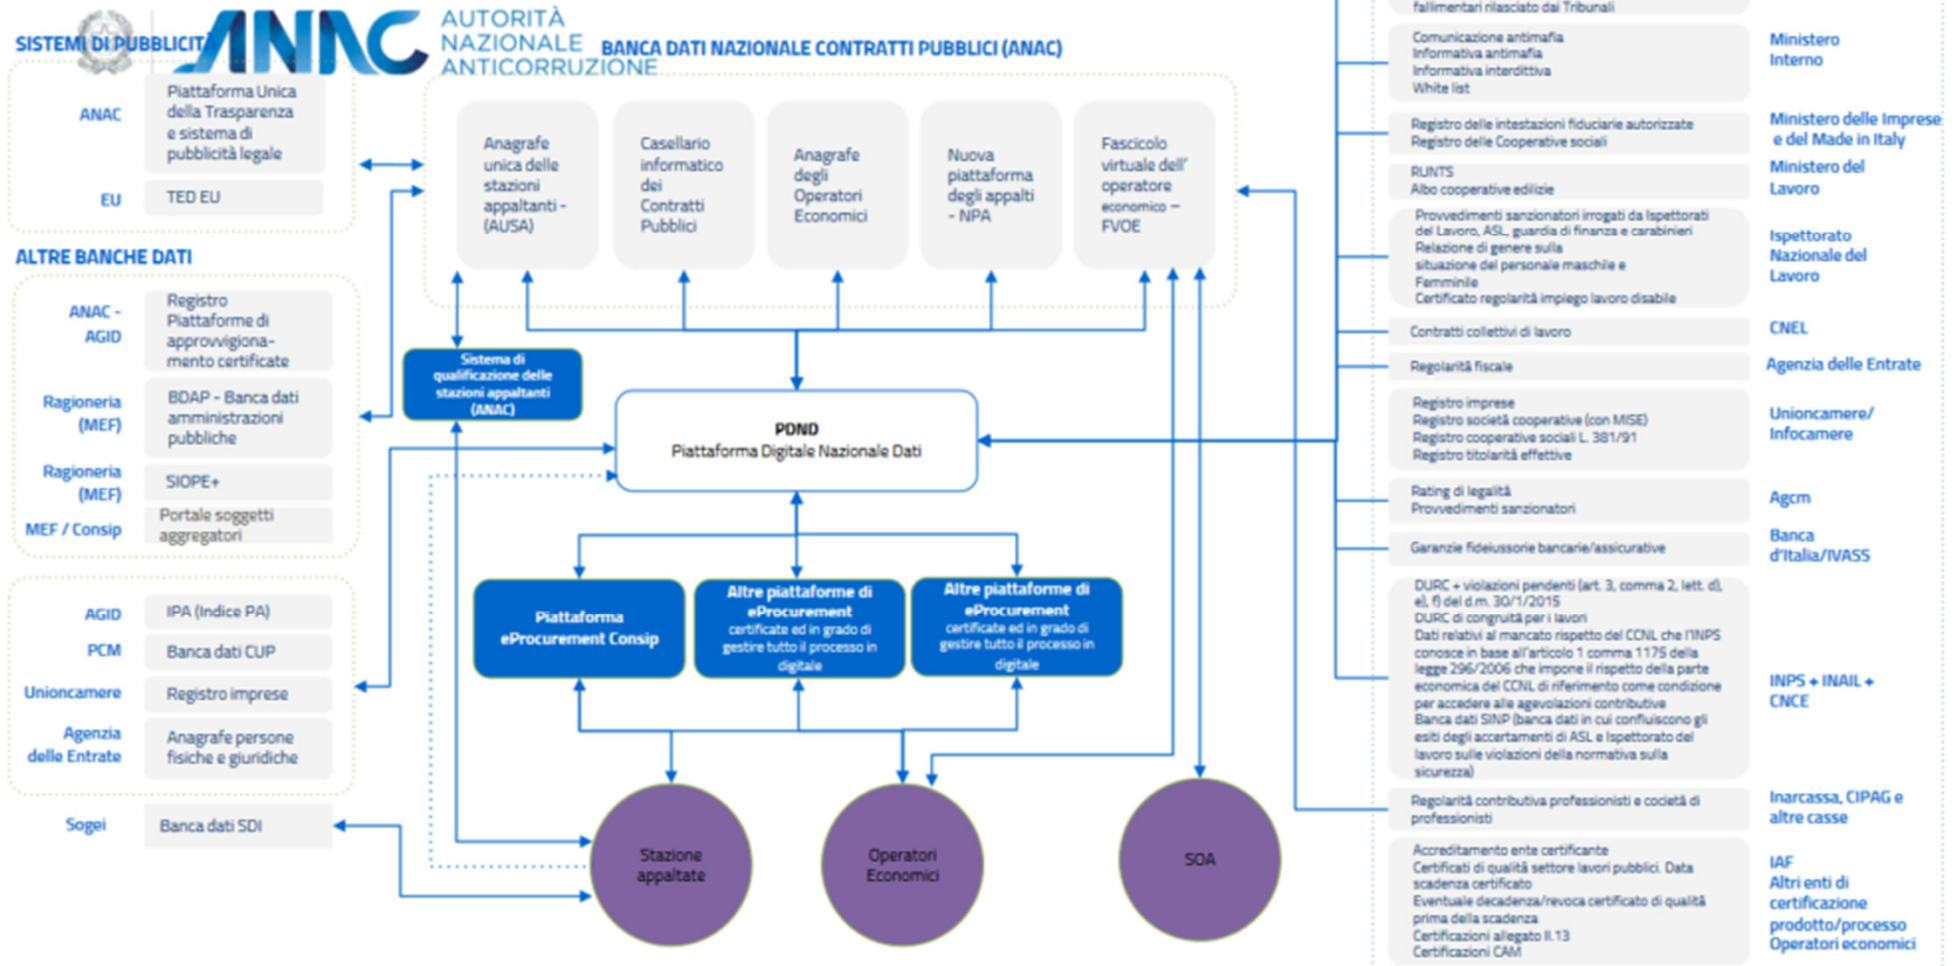 SISTEMI DI PUBBLICITÀ
ANAC
AUTORITÀ
NAZIONALE
ANTICORRUZIONE
BANCA DATI NAZIONALE CONTRATTI PUBBLICI (ANAC)
ANAC
Piattaforma Unica
della Trasparenza
e sistema di
pubblicità legale
EU
TED EU
ALTRE BANCHE DATI
ANAC -
AGID
Registro
Piattaforme di
approvvigiona-
mento certificate
Ragioneria
(MEF)
BDAP - Banca dati
amministrazioni
pubbliche
Ragioneria
(MEF)
SIOPE+
MEF / Consip
Portale soggetti
aggregatori
AGID
IPA (Indice PA)
PCM
Banca dati CUP
Unioncamere
Registro imprese
Agenzia
delle Entrate
Anagrafe persone
fisiche e giuridiche
Sogei
Banca dati SDI
Anagrafe
unica delle
stazioni
appaltanti -
(AUSA)
Casellario
informatico
dei
Contratti
Pubblici
Anagrafe
degli
Operatori
Economici
Nuova
piattaforma
degli appalti
- NPA
Fascicolo
virtuale dell'
operatore
economico –
FVOE
Sistema di
qualificazione delle
stazioni appaltanti
(ANAC)
PDND
Piattaforma Digitale Nazionale Dati
Piattaforma
eProcurement Consip
Altre piattaforme di
eProcurement
certificate ed in grado di
gestire tutto il processo in
digitale
Altre piattaforme di
eProcurement
certificate ed in grado di
gestire tutto il processo in
digitale
Stazione
appaltate
Operatori
Economici
SOA
fallimentari rilasciato dai Tribunali
Comunicazione antimafia
Informativa antimafia
Informativa interdittiva
White list
Ministero
Interno
Registro delle intestazioni fiduciarie autorizzate
Registro delle Cooperative sociali
Ministero delle Imprese
e del Made in Italy
RUNTS
Albo cooperative edilizie
Ministero del
Lavoro
Provvedimenti sanzionatori irrogati da Ispettorati
del Lavoro, ASL, guardia di finanza e carabinieri
Relazione di genere sulla
situazione del personale maschile e
Femminile
Certificato regolarità impiego lavoro disabile
Ispettorato
Nazionale del
Lavoro
Contratti collettivi di lavoro
CNEL
Regolarità fiscale
Agenzia delle Entrate
Registro imprese
Registro società cooperative (con MISE)
Registro cooperative sociali L. 381/91
Registro titolarità effettive
Unioncamere/
Infocamere
Rating di legalità
Provvedimenti sanzionatori
Agcm
Garanzie fideiussorie bancarie/assicurative
Banca
d'Italia/IVASS
DURC + violazioni pendenti (art. 3, comma 2, lett. d),
e), f) del d.m. 30/1/2015
DURC di congruità per i lavori
Dati relativi al mancato rispetto del CCNL che l'INPS
conosce in base all'articolo 1 comma 1175 della
legge 296/2006 che impone il rispetto della parte
economica del CCNL di riferimento come condizione
per accedere alle agevolazioni contributive
Banca dati SINP (banca dati in cui confluiscono gli
esiti degli accertamenti di ASL e Ispettorato del
lavoro sulle violazioni della normativa sulla
sicurezza)
INPS + INAIL +
CNCE
Regolarità contributiva professionisti e cocietà di
professionisti
Inarcassa, CIPAG e
altre casse
Accreditamento ente certificante
Certificati di qualità settore lavori pubblici. Data
scadenza certificato
Eventuale decadenza/revoca certificato di qualità
prima della scadenza
Certificazioni allegato II.13
Certificazioni CAM
IAF
Altri enti di
certificazione
prodotto/processo
Operatori economici